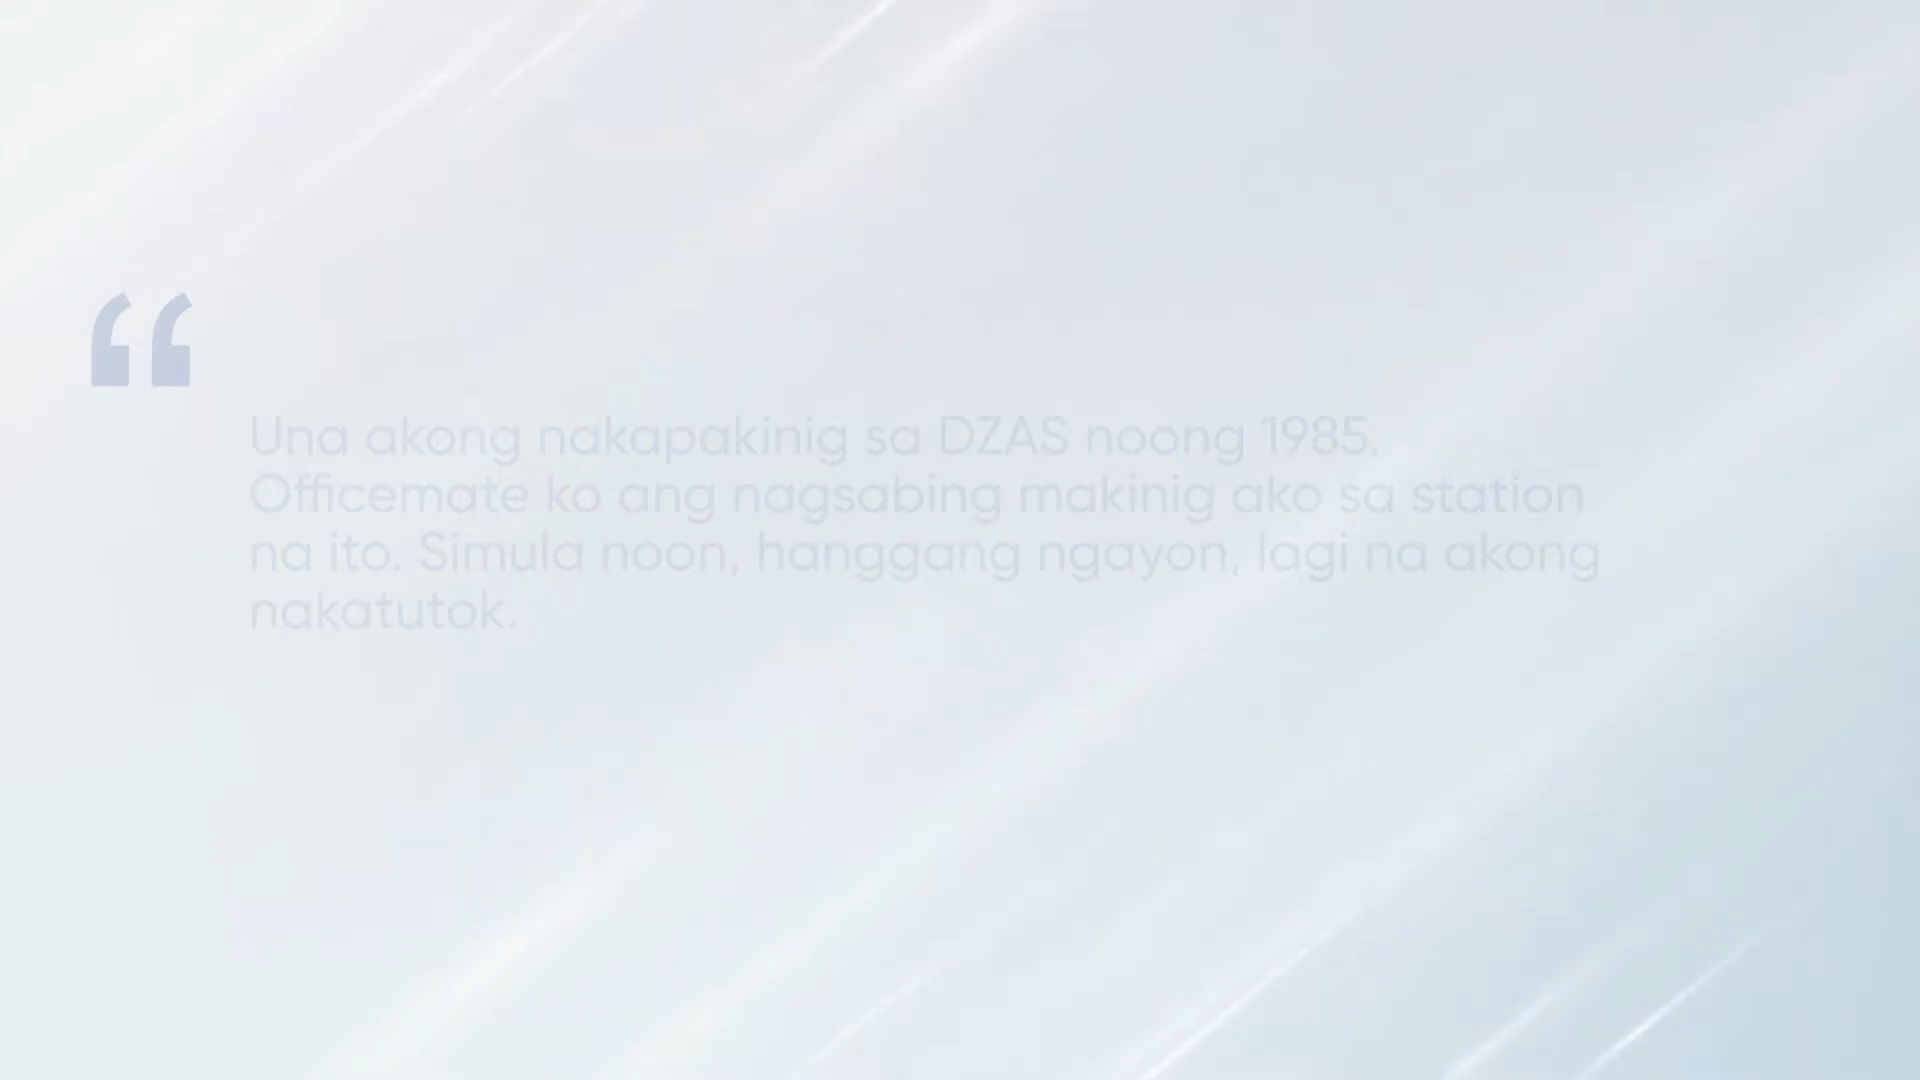 “
Una akong nakapakinig sa DZAS noong 1985.
Officemate ko ang nagsabing makinig ako sa station
na ito. Simula noon, hanggang ngayon, lagi na akong
nakatutok.